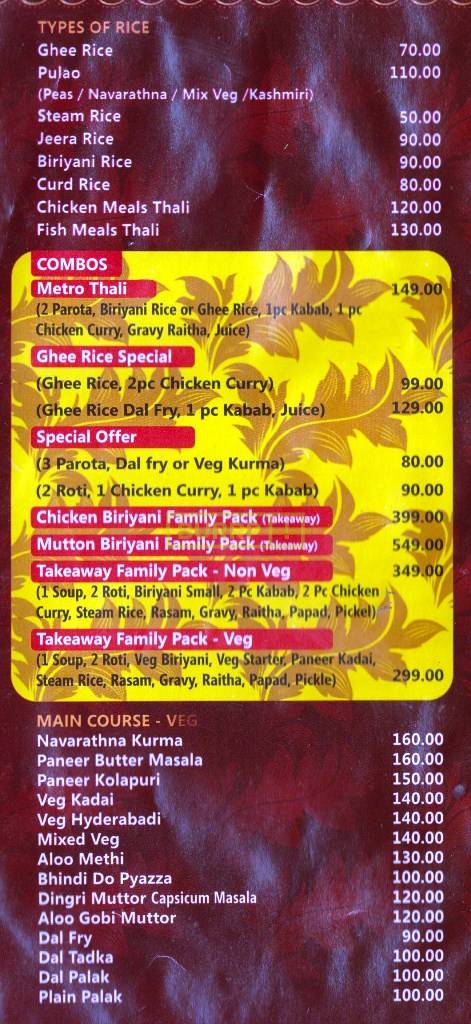 TYPES OF RICE
Ghee Rice 70.00
Pulao 110.00
(Peas / Navarathna / Mix Veg /Kashmiri)
Steam Rice 50.00
Jeera Rice 90.00
Biriyani Rice 90.00
Curd Rice 80.00
Chicken Meals Thali 120.00
Fish Meals Thali 130.00
COMBOS
Metro Thali 149.00
(2 Parota, Biriyani Rice or Ghee Rice, 1pc Kabab, 1 pc
Chicken Curry, Gravy Raitha, Juice)
Ghee Rice Special
(Ghee Rice, 2pc Chicken Curry) 99.00
(Ghee Rice Dal Fry, 1 pc Kabab, Juice) 129.00
Special Offer
(3 Parota, Dal fry or Veg Kurma) 80.00
(2 Roti, 1 Chicken Curry, 1 pc Kabab) 90.00
Chicken Biriyani Family Pack (Takeaway) 399.00
Mutton Biriyani Family Pack (Takeaway) 549.00
Takeaway Family Pack - Non Veg 349.00
(1 Soup, 2 Roti, Biriyani Small, 2 Pc Kabab, 2 Pc Chicken
Curry, Steam Rice, Rasam, Gravy, Raitha, Papad, Pickel)
Takeaway Family Pack - Veg
(1 Soup, 2 Roti, Veg Biriyani, Veg Starter, Paneer Kadai,
Steam Rice, Rasam, Gravy, Raitha, Papad, Pickle) 299.00
MAIN COURSE - VEG
Navarathna Kurma 160.00
Paneer Butter Masala 160.00
Paneer Kolapuri 150.00
Veg Kadai 140.00
Veg Hyderabadi 140.00
Mixed Veg 140.00
Aloo Methi 130.00
Bhindi Do Pyazza 100.00
Dingri Muttor Capsicum Masala 120.00
Aloo Gobi Muttor 120.00
Dal Fry 90.00
Dal Tadka 100.00
Dal Palak 100.00
Plain Palak 100.00